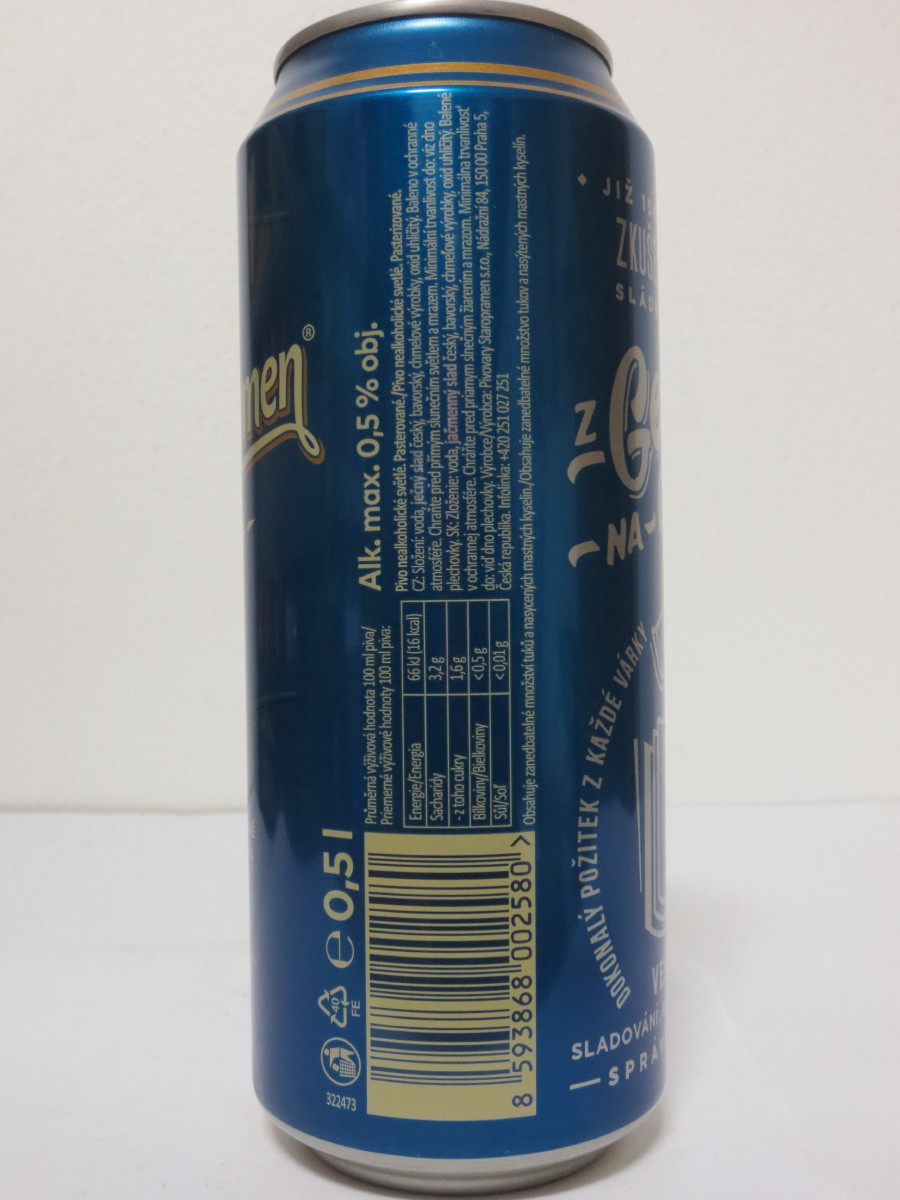 men®
Alk. max. 0,5 % obj.
Pivo nealkoholické světlé. Pasterované./Pivo nealkoholické svetlé. Pasterizované.
CZ: Složení: voda, ječný slad český, bavorský, chmelové výrobky, oxid uhličitý. Baleno v ochranné
atmosféře. Chraňte před přímým slunečním světlem a mrazem. Minimální trvanlivost do: viz dno
plechovky. SK: Zloženie: voda, jačmenný slad český, bavorský, chmeľové výrobky, oxid uhličitý. Balené
v ochrannej atmosfére. Chráňte pred priamym slnečným žiarením a mrazom. Minimálna trvanlivosť
do: viď dno plechovky. Výrobce/Výrobca: Pivovary Staropramen s.r.o., Nádražní 84, 150 00 Praha 5,
Česká republika. Infolinka: +420 251 027 251
Průměrná výživová hodnota 100 ml piva/
Priemerné výživové hodnoty 100 ml piva:
Energie/Energia 66 kJ (16 kcal)
Sacharidy 3,2 g
- z toho cukry 1,6 g
Bílkoviny/Bielkoviny <0,5 g
Sůl/Soľ <0,01 g
Obsahuje zanedbatelné množství tuků a nasycených mastných kyselin./Obsahuje zanedbateľné množstvo tukov a nasýtených mastných kyselín.
e 0,5 l
40
FE
322473
8 593868 002580 >
JIŽ
ZKUŠ
SLÁD
Z
NA
DOKONALÝ POŽITEK Z KAŽDÉ VÁRKY
VE
SLADOVÁNÍ
SPRÁV